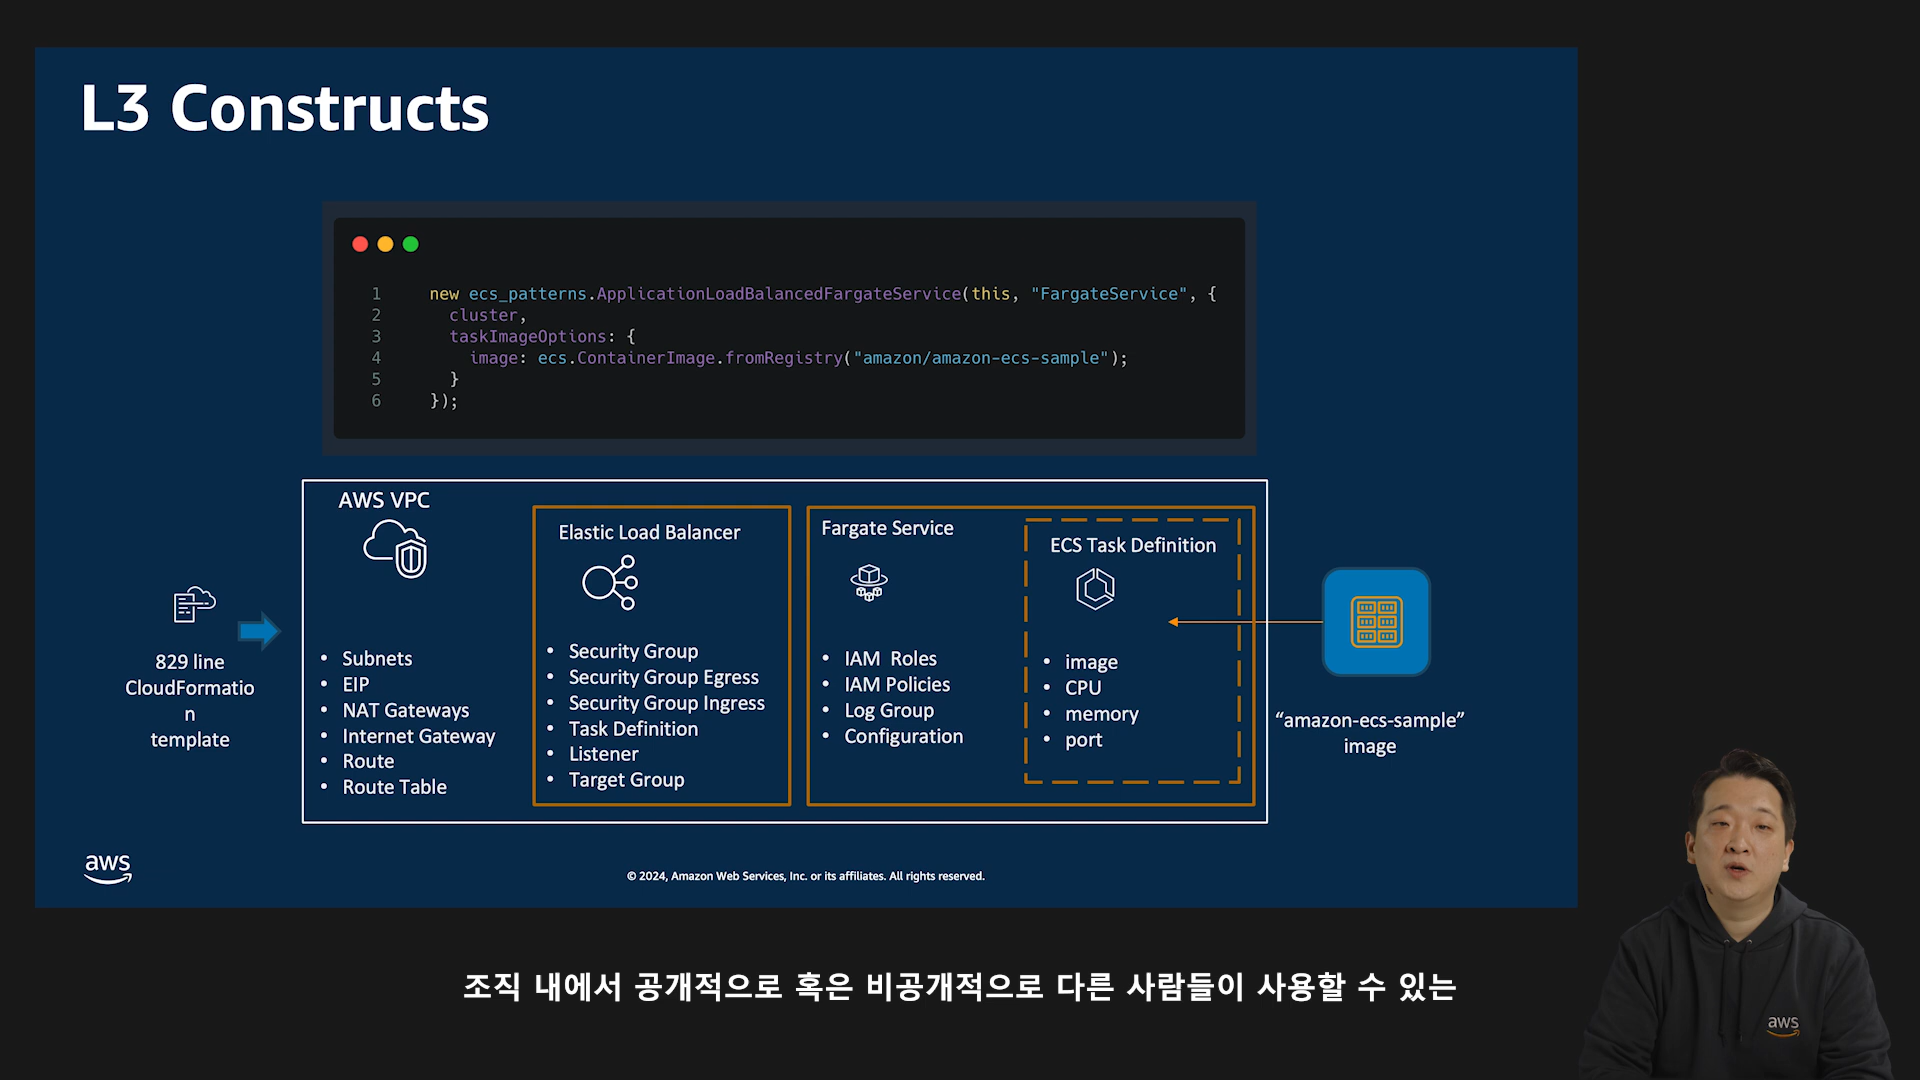 L3 Constructs
1 new ecs_patterns.ApplicationLoadBalancedFargateService(this, "FargateService", {
2 cluster,
3 taskImageOptions: {
4 image: ecs.ContainerImage.fromRegistry("amazon/amazon-ecs-sample");
5 }
6 });
829 line
CloudFormatio
n
template
AWS VPC
• Subnets
• EIP
• NAT Gateways
• Internet Gateway
• Route
• Route Table
Elastic Load Balancer
• Security Group
• Security Group Egress
• Security Group Ingress
• Task Definition
• Listener
• Target Group
Fargate Service
• IAM Roles
• IAM Policies
• Log Group
• Configuration
ECS Task Definition
• image
• CPU
• memory
• port
“amazon-ecs-sample”
image
aws
© 2024, Amazon Web Services, Inc. or its affiliates. All rights reserved.
조직 내에서 공개적으로 혹은 비공개적으로 다른 사람들이 사용할 수 있는
aws